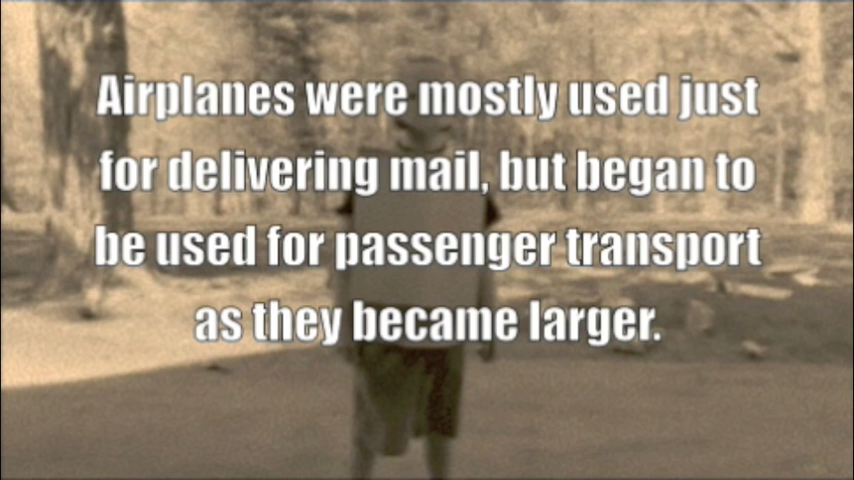 Airplanes were mostly used just
for delivering mail, but began to
be used for passenger transport
as they became larger.